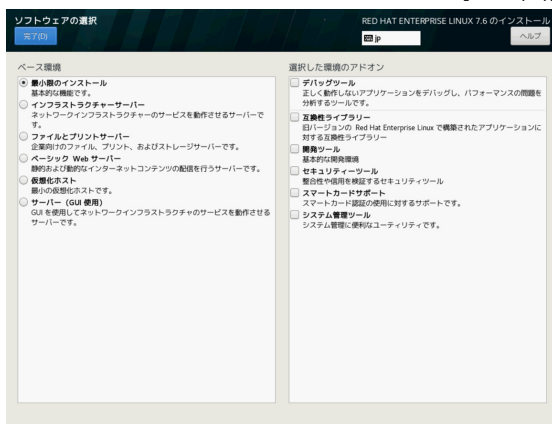 ソフトウェアの選択
RED HAT ENTERPRISE LINUX 7.6 のインストール
完了(D)
jp
ヘルプ
ベース環境
最小限のインストール
基本的な機能です。
インフラストラクチャーサーバー
ネットワークインフラストラクチャーのサービスを動作させるサーバーで
す。
ファイルとプリントサーバー
企業向けのファイル、プリント、およびストレージサーバーです。
ベーシック Web サーバー
静的および動的なインターネットコンテンツの配信を行うサーバーです。
仮想化ホスト
最小の仮想化ホストです。
サーバー（GUI 使用）
GUI を使用してネットワークインフラストラクチャのサービスを動作させる
サーバーです。
選択した環境のアドオン
デバッグツール
正しく動作しないアプリケーションをデバッグし、パフォーマンスの問題を
分析するツールです。
互換性ライブラリー
旧バージョンの Red Hat Enterprise Linux で構築されたアプリケーションに
対する互換性ライブラリー
開発ツール
基本的な開発環境
セキュリティーツール
整合性や信用を検証するセキュリティツール
スマートカードサポート
スマートカード認証の使用に対するサポートです。
システム管理ツール
システム管理に便利なユーティリティです。